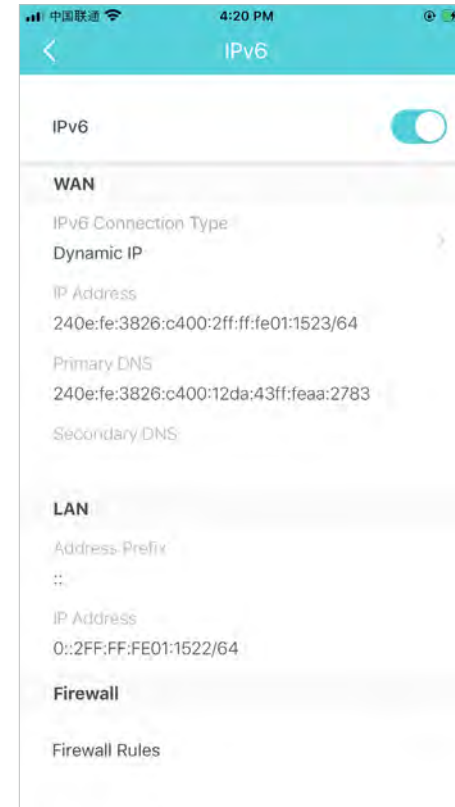 中国联通 4:20 PM
IPv6
IPv6
WAN
IPv6 Connection Type
Dynamic IP
IP Address
240e:fe:3826:c400:2ff:ff:fe01:1523/64
Primary DNS
240e:fe:3826:c400:12da:43ff:feaa:2783
Secondary DNS
LAN
Address Prefix
::
IP Address
0::2FF:FF:FE01:1522/64
Firewall
Firewall Rules